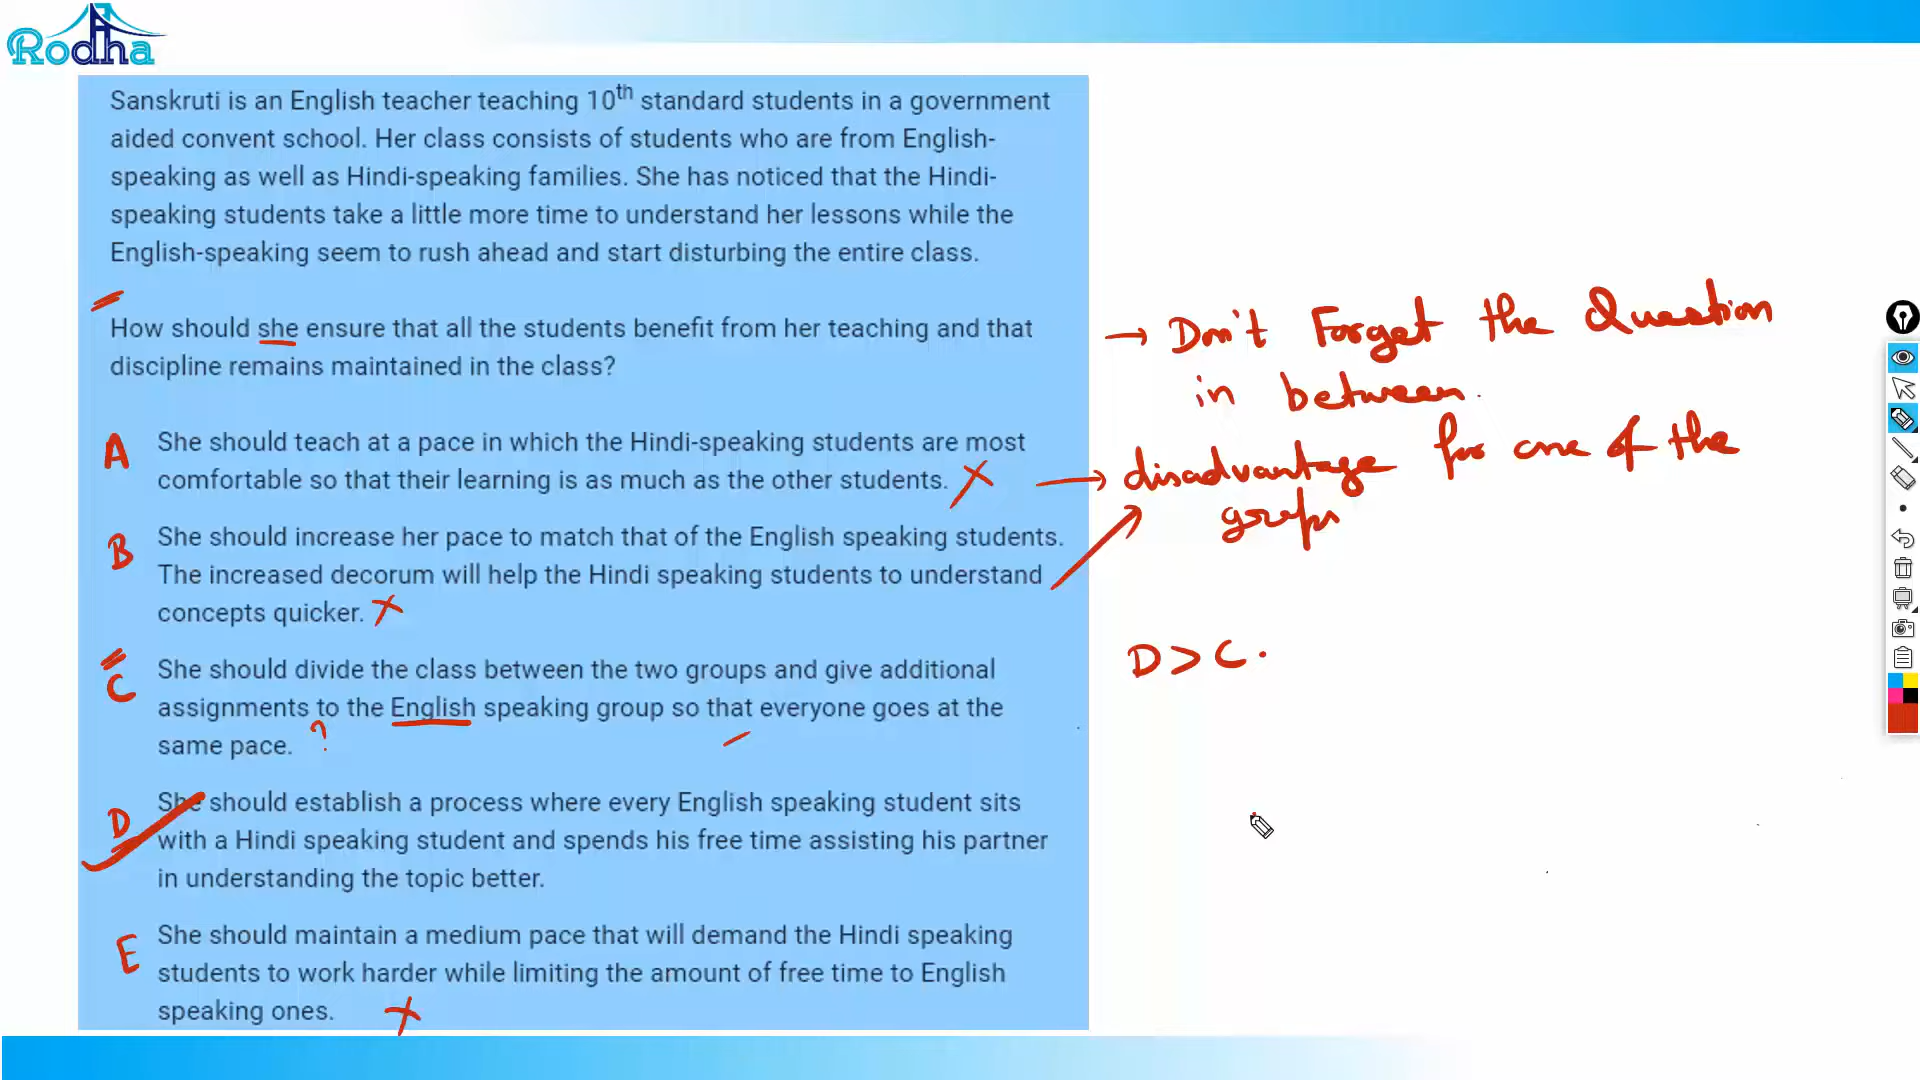 Rodha
Sanskruti is an English teacher teaching 10th standard students in a government
aided convent school. Her class consists of students who are from English-
speaking as well as Hindi-speaking families. She has noticed that the Hindi-
speaking students take a little more time to understand her lessons while the
English-speaking seem to rush ahead and start disturbing the entire class.
How should she ensure that all the students benefit from her teaching and that
discipline remains maintained in the class?
A She should teach at a pace in which the Hindi-speaking students are most
comfortable so that their learning is as much as the other students.
B She should increase her pace to match that of the English speaking students.
The increased decorum will help the Hindi speaking students to understand
concepts quicker.
C She should divide the class between the two groups and give additional
assignments to the English speaking group so that everyone goes at the
same pace. ?
D She should establish a process where every English speaking student sits
with a Hindi speaking student and spends his free time assisting his partner
in understanding the topic better.
E She should maintain a medium pace that will demand the Hindi speaking
students to work harder while limiting the amount of free time to English
speaking ones.
→ Don't Forget the Question
in between.
→ disadvantage for one of the
groups
D > C.